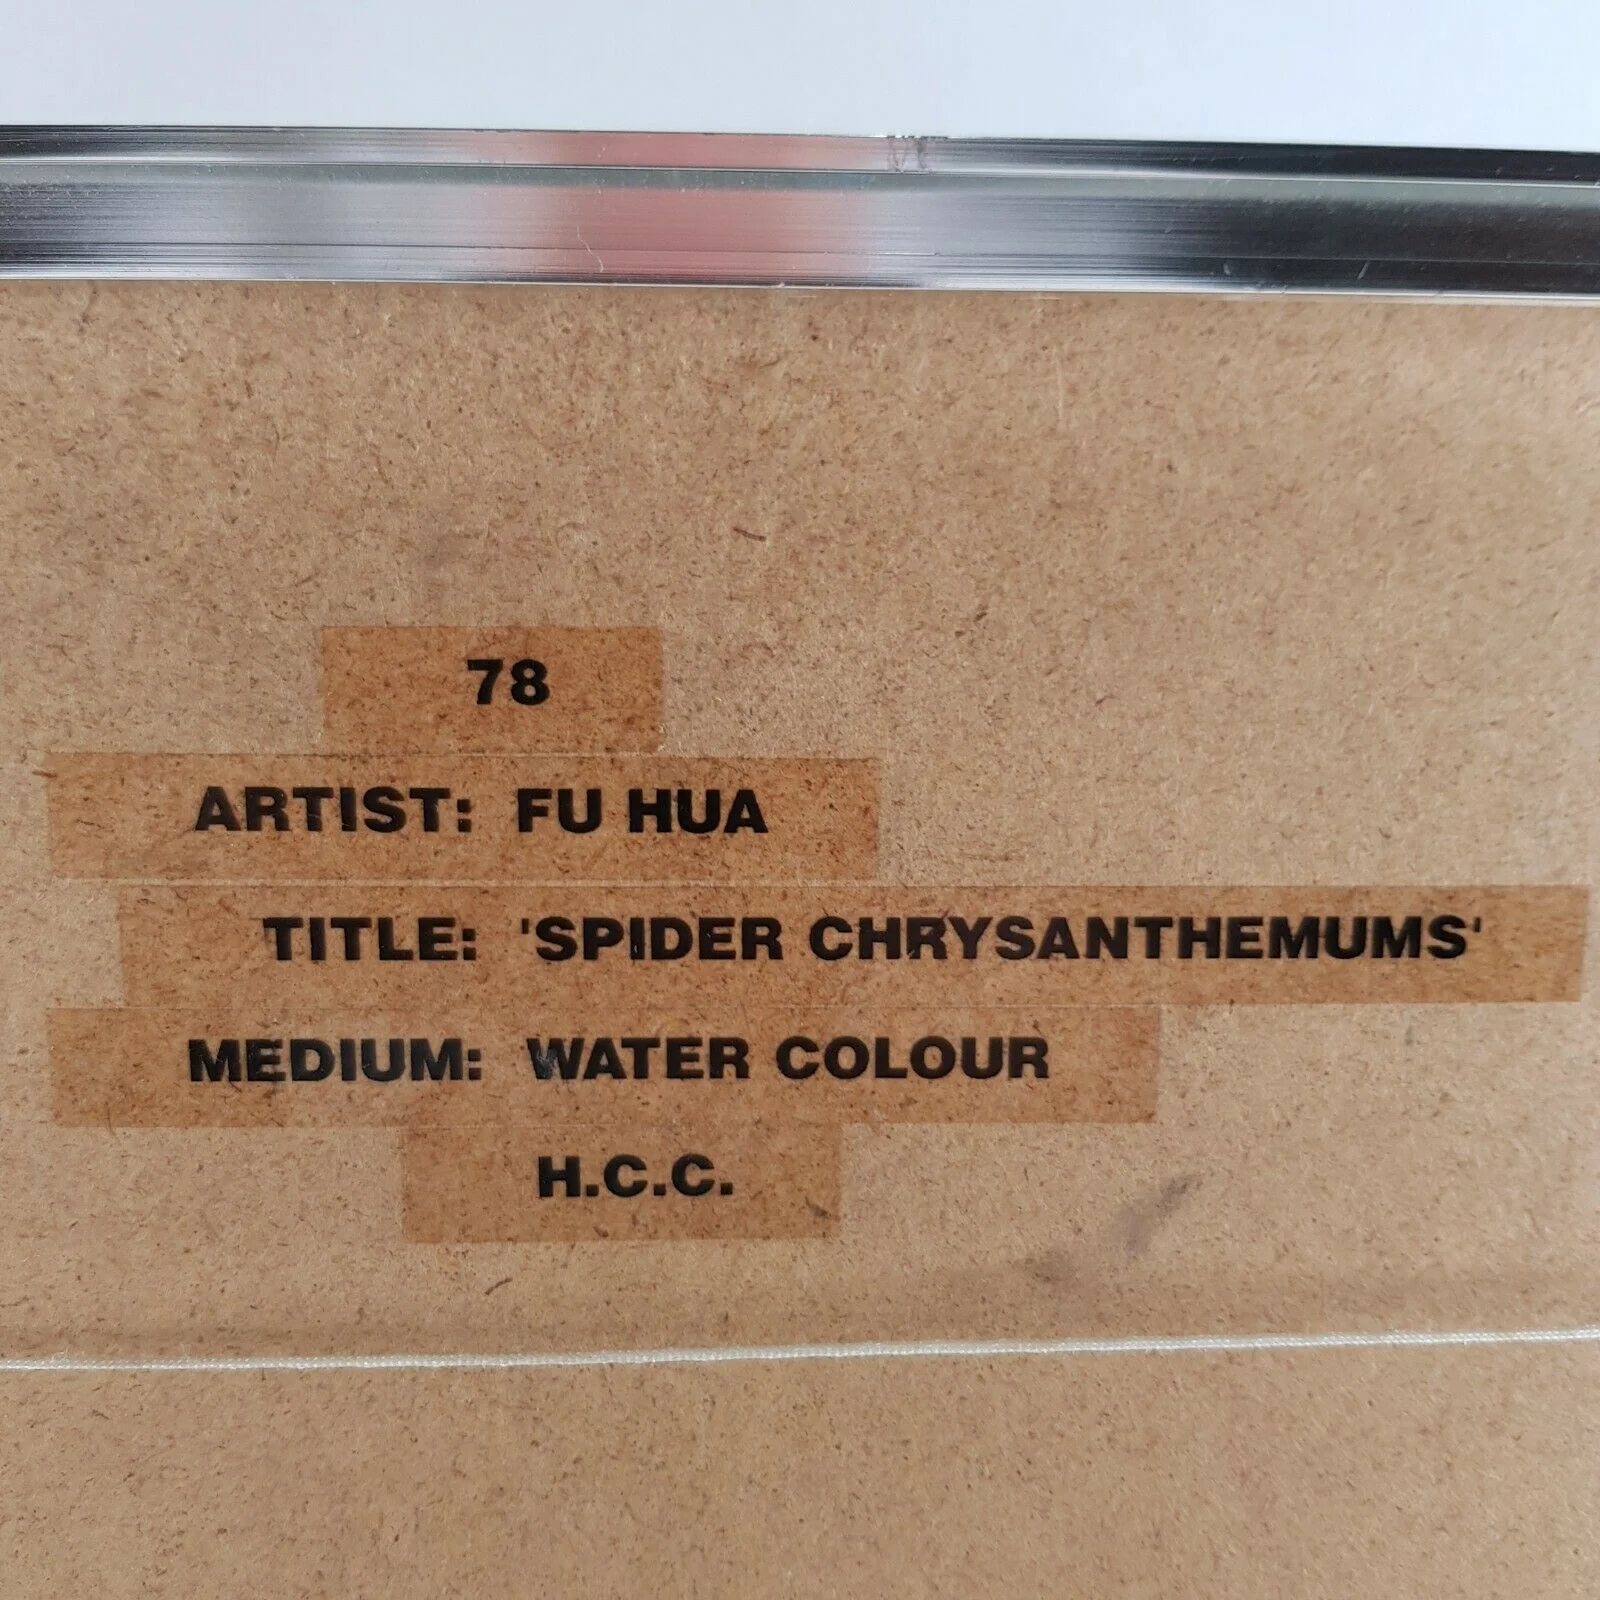 78
ARTIST: FU HUA
TITLE: 'SPIDER CHRYSANTHEMUMS'
MEDIUM: WATER COLOUR
H.C.C.